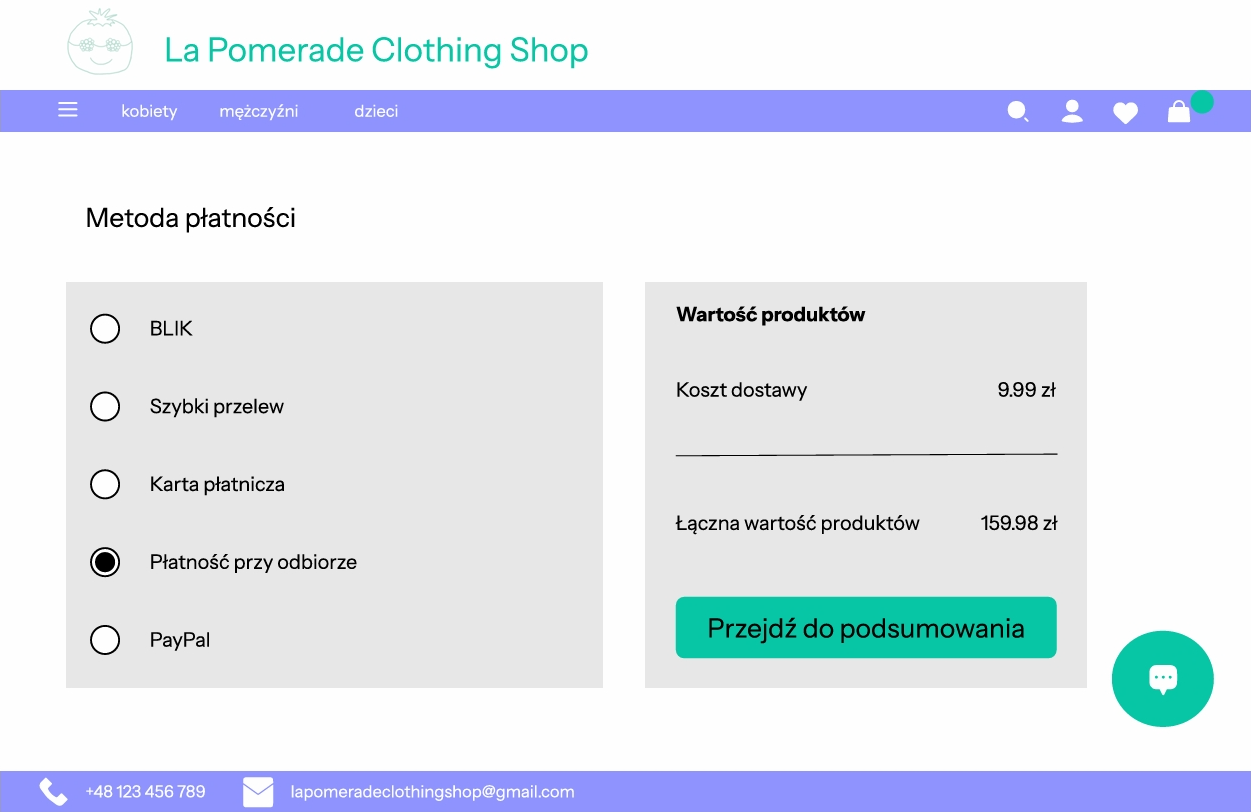 La Pomerade Clothing Shop
kobiety mężczyźni dzieci
Metoda płatności
BLIK
Szybki przelew
Karta płatnicza
Płatność przy odbiorze
PayPal
Wartość produktów
Koszt dostawy 9.99 zł
Łączna wartość produktów 159.98 zł
Przejdź do podsumowania
+48 123 456 789 lapomeradeclothingshop@gmail.com